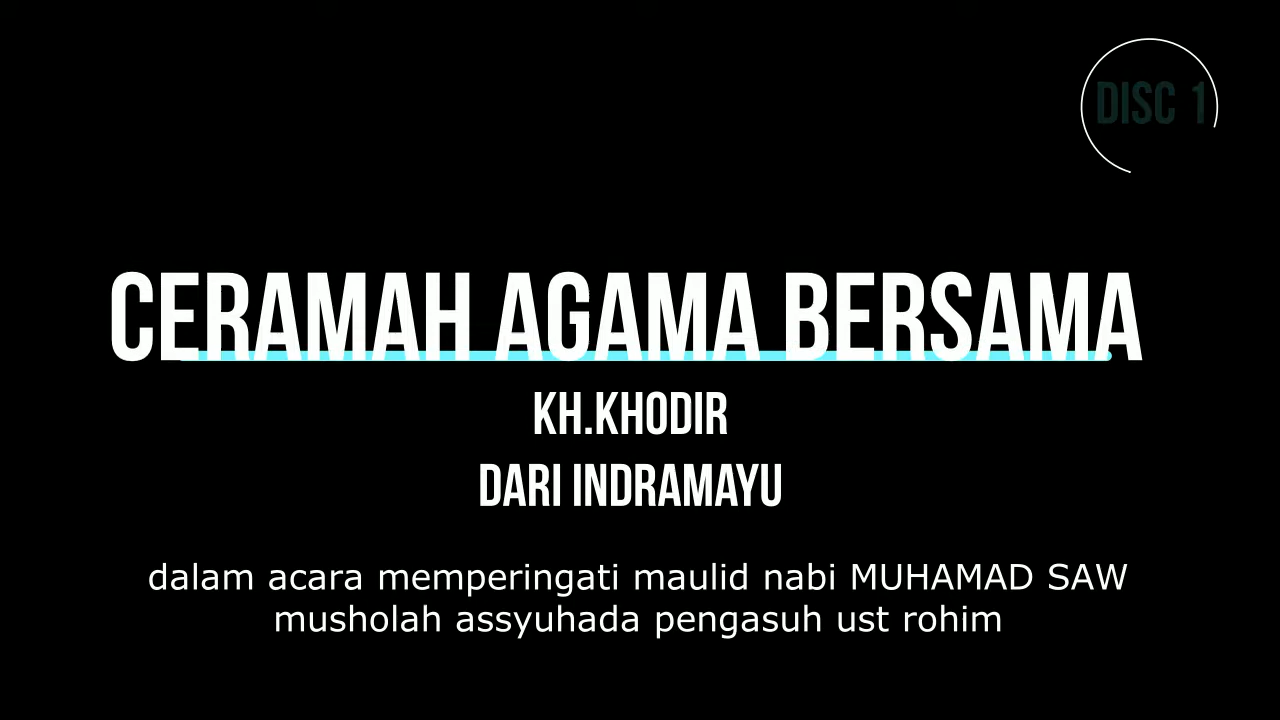 DISC 1
CERAMAH AGAMA BERSAMA
KH.KHODIR
DARI INDRAMAYU
dalam acara memperingati maulid nabi MUHAMAD SAW
musholah assyuhada pengasuh ust rohim